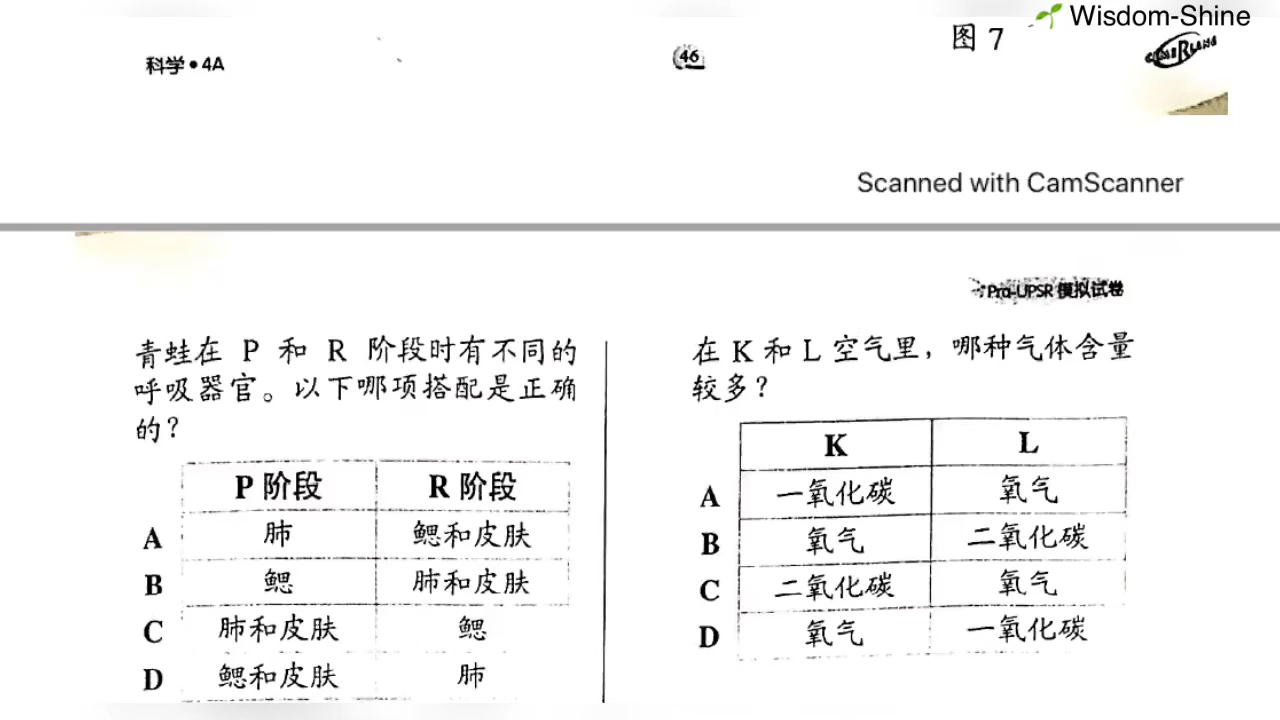 Wisdom-Shine
图 7
科学•4A
46
Scanned with CamScanner
Pra-UPSR 模拟试卷
青蛙在 P 和 R 阶段时有不同的
呼吸器官。以下哪项搭配是正确
的？
P 阶段 R 阶段
A 肺 鳃和皮肤
B 鳃 肺和皮肤
C 肺和皮肤 鳃
D 鳃和皮肤 肺
在 K 和 L 空气里，哪种气体含量
较多？
K L
A 一氧化碳 氧气
B 氧气 二氧化碳
C 二氧化碳 氧气
D 氧气 一氧化碳